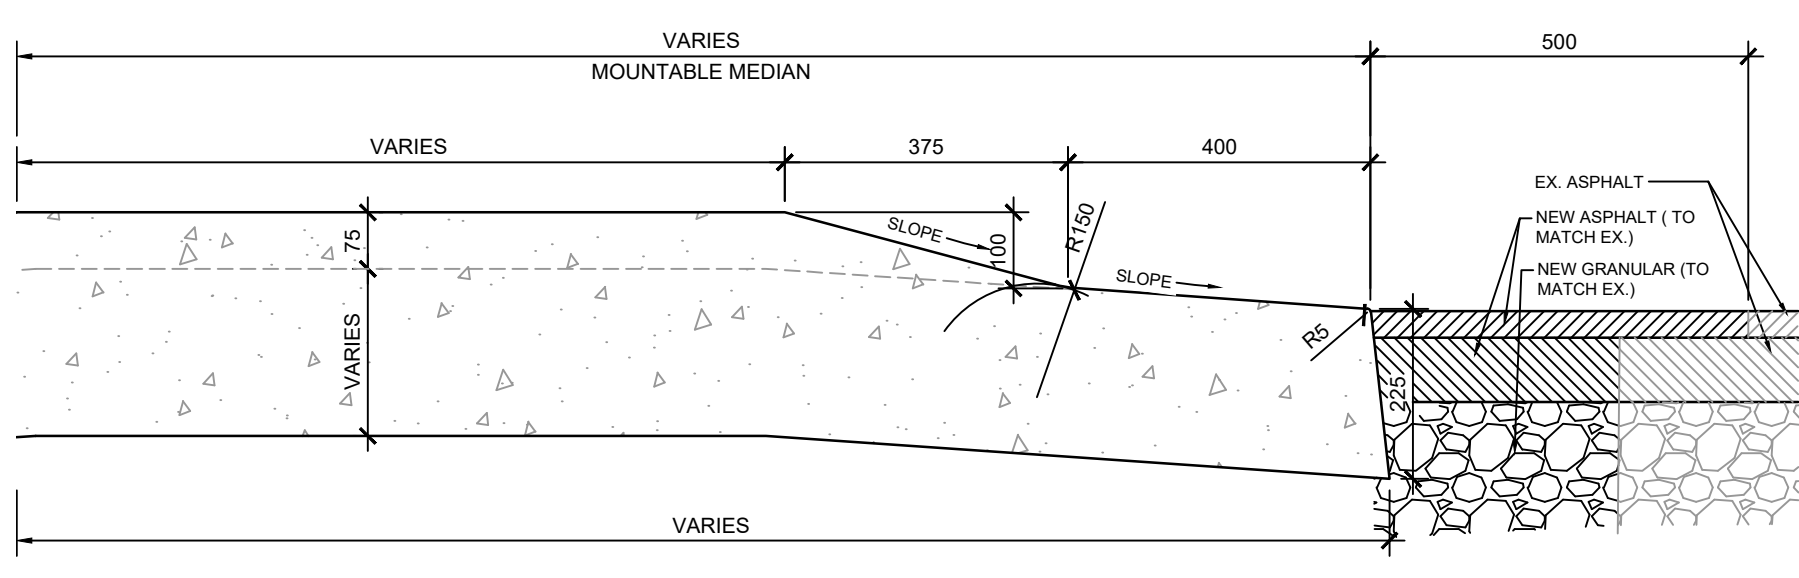 VARIES
500
MOUNTABLE MEDIAN
VARIES
375
400
EX. ASPHALT
NEW ASPHALT ( TO
MATCH EX.)
NEW GRANULAR (TO
MATCH EX.)
75
SLOPE
100
R150
SLOPE
VARIES
R5
225
VARIES